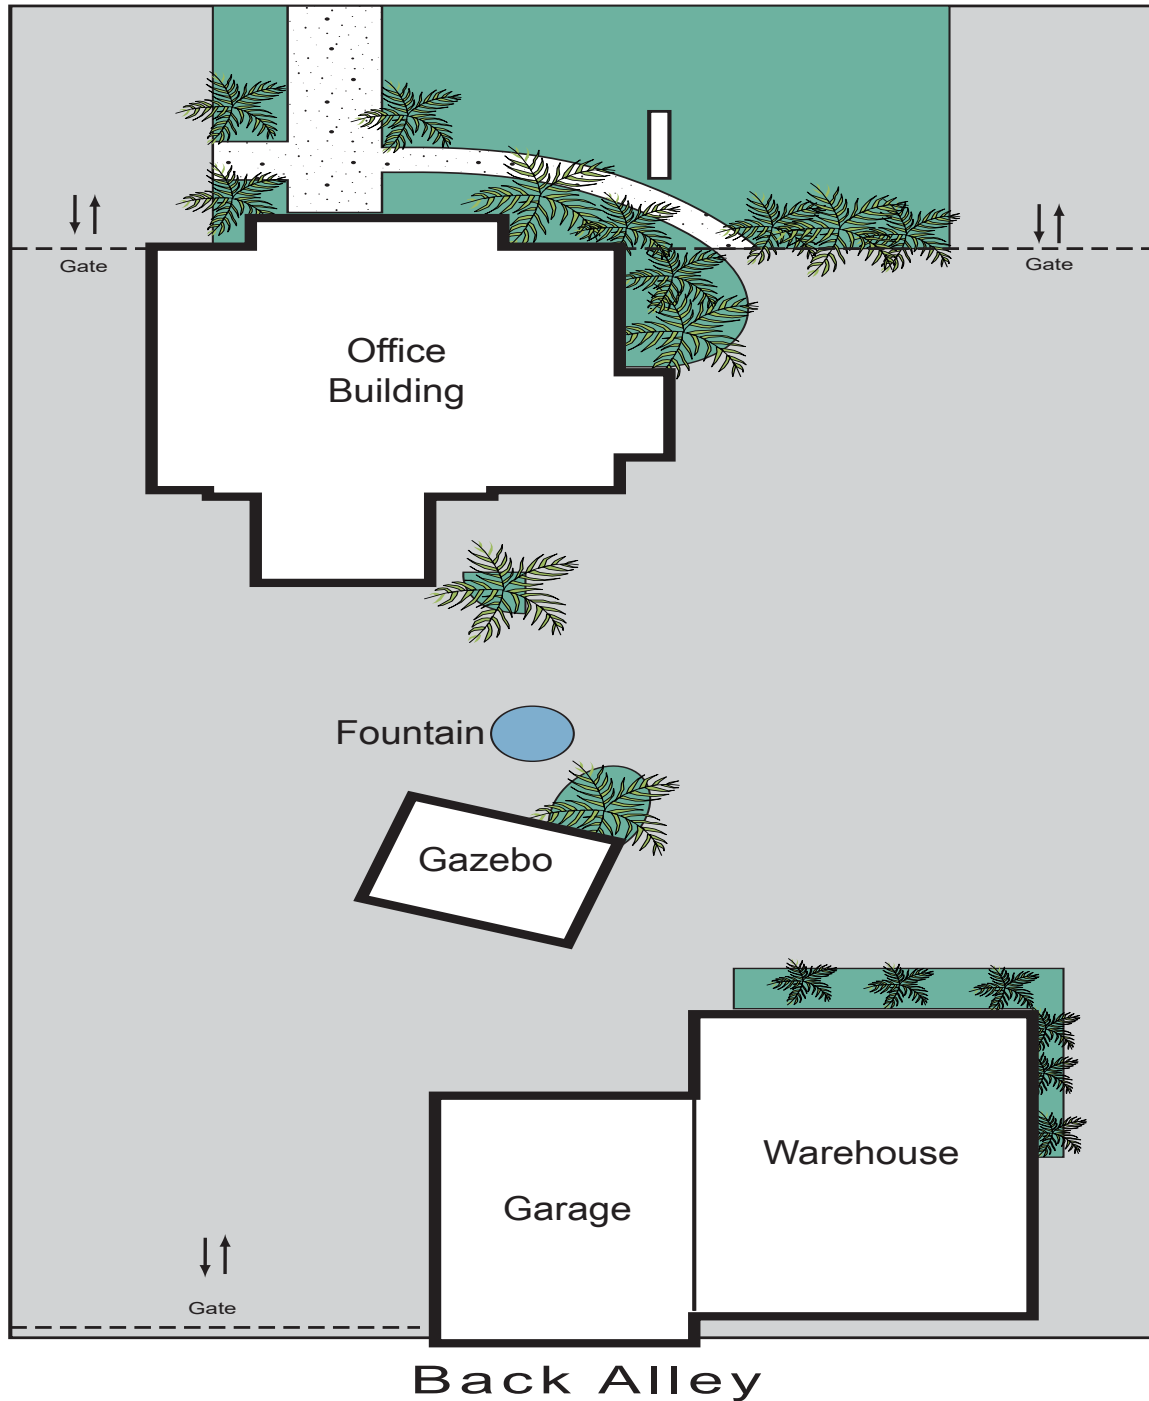 Gate
Gate
Office
Building
Fountain
Gazebo
Warehouse
Garage
Gate
Back Alley